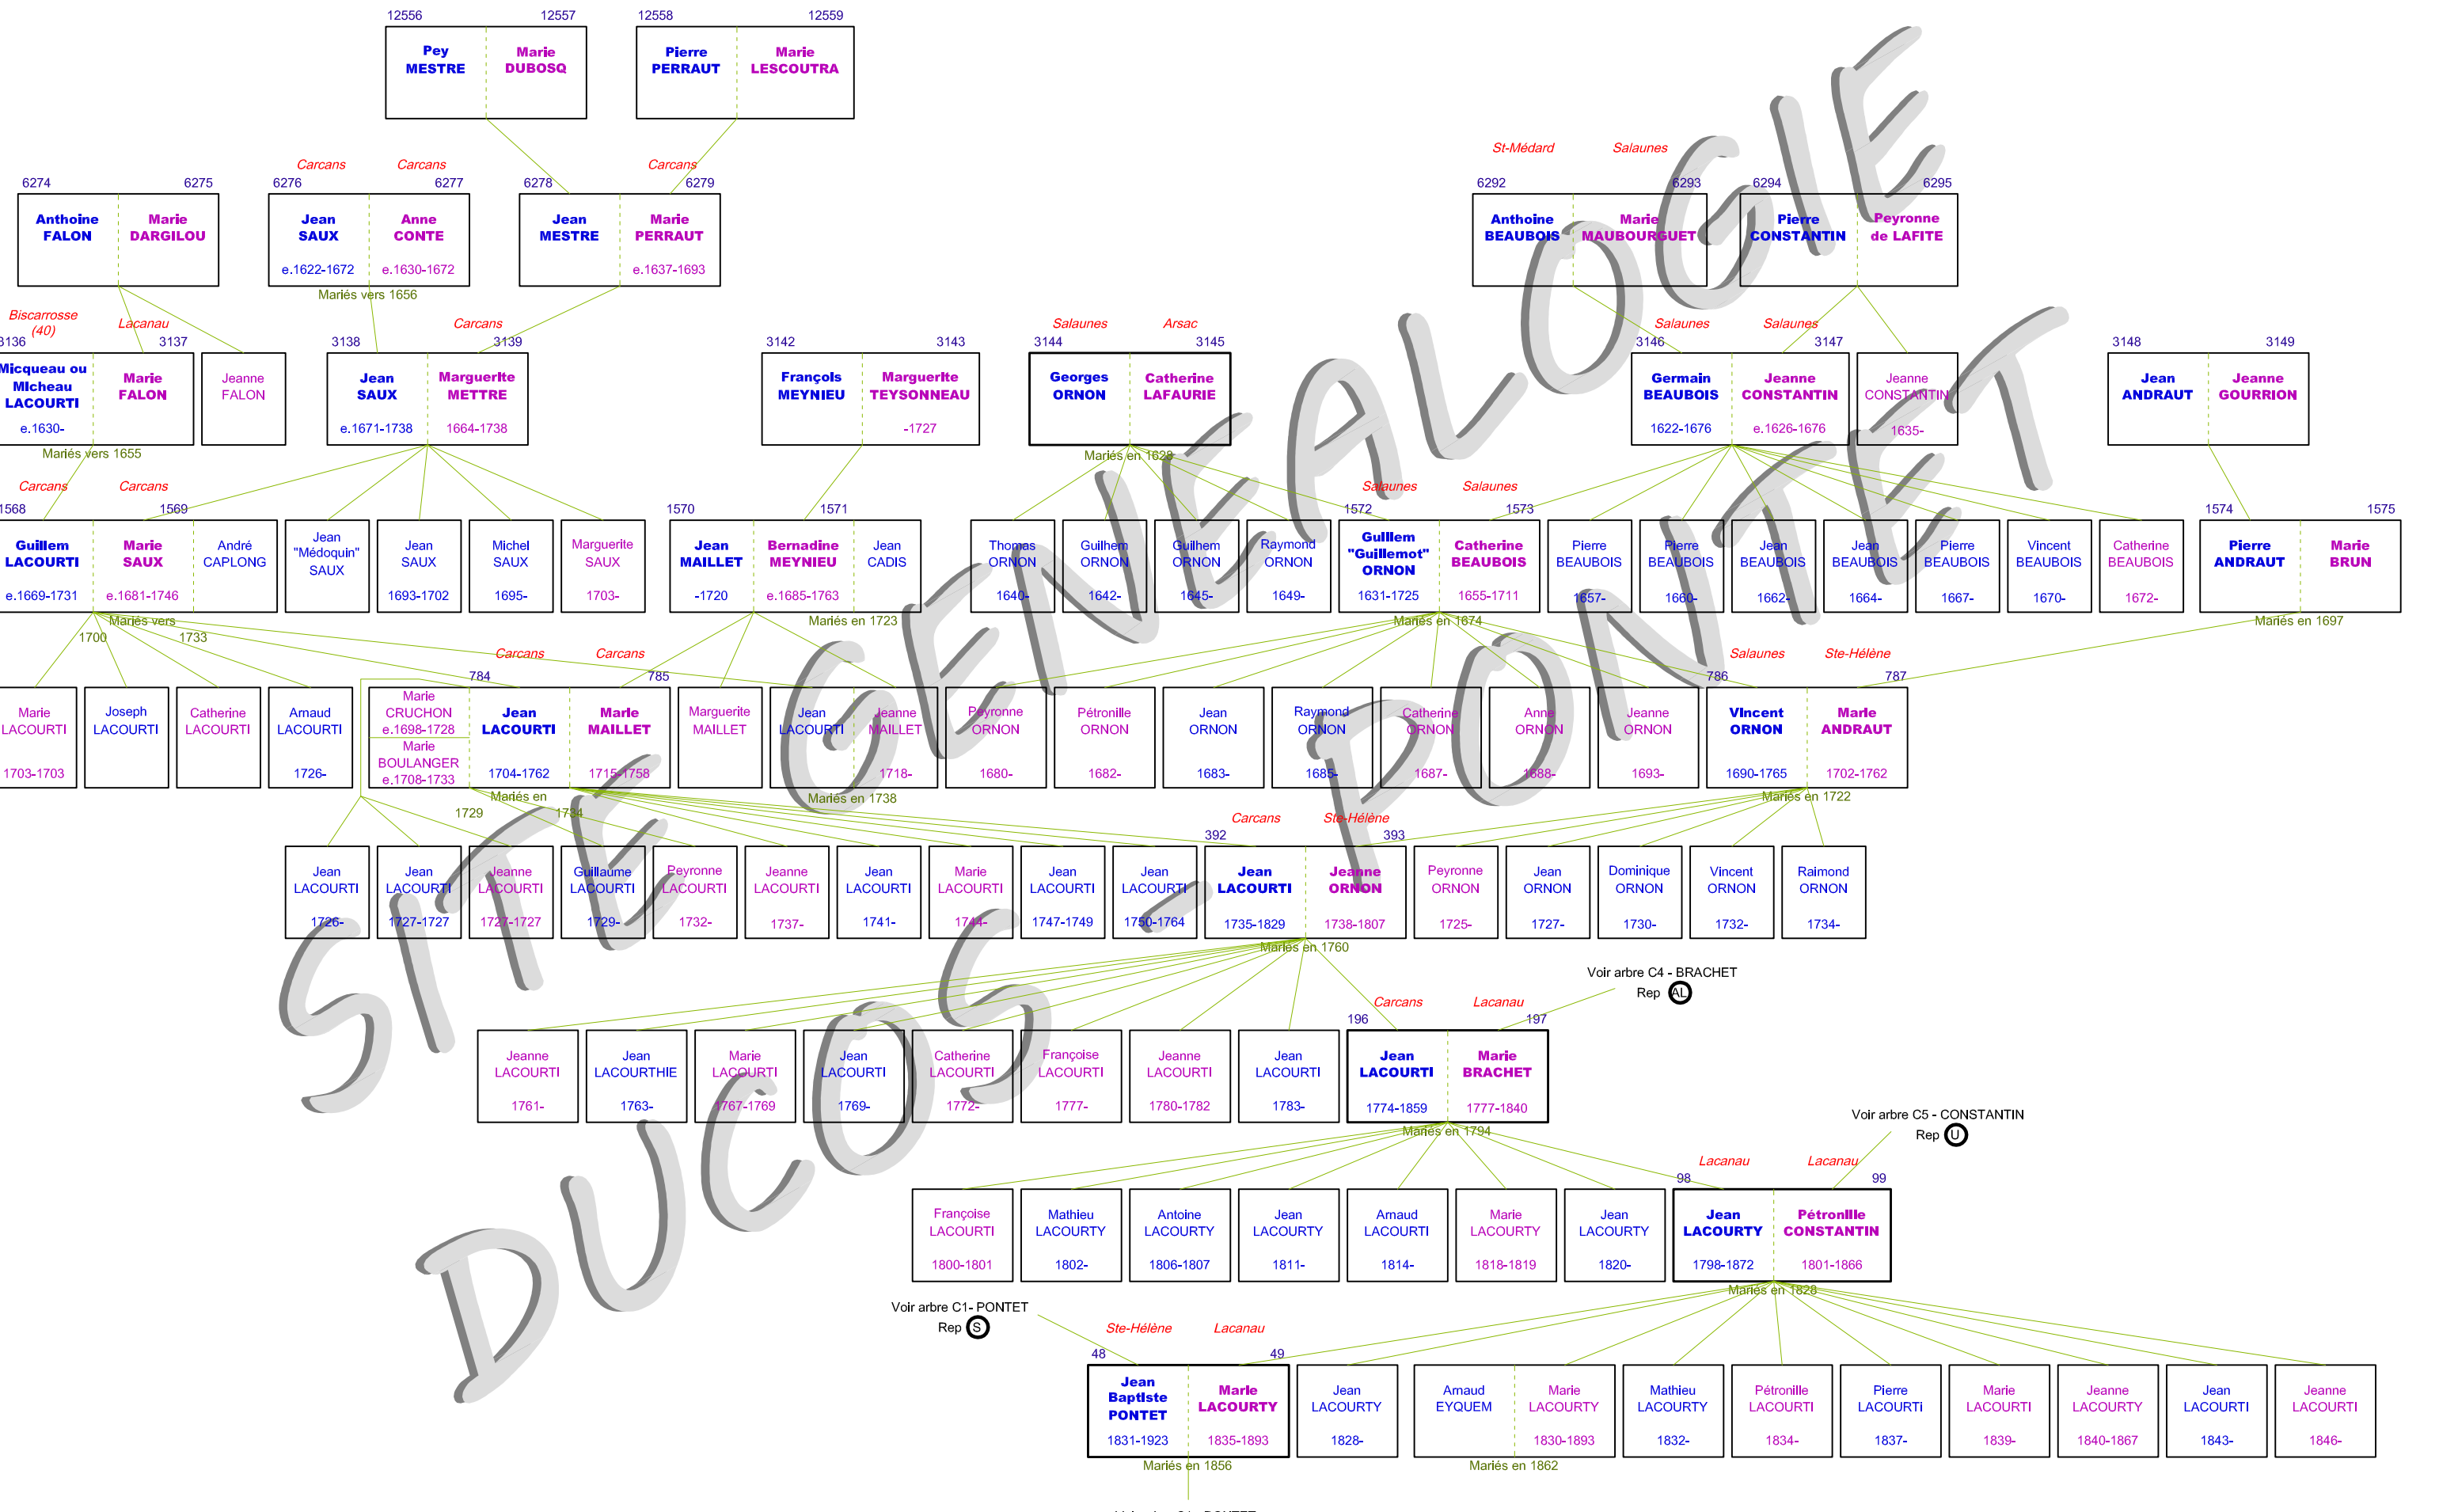 12556 12557 12558 12559
Pey MESTRE Marie DUBOSQ Pierre PERRAUT Marie LESCOUTRA
Carcans Carcans Carcans St-Médard Salaunes
6274 6275 6276 6277 6278 6279 6292 6293 6294 6295
Anthoine FALON Marie DARGILOU Jean SAUX Anne CONTE Jean MESTRE Marie PERRAUT Anthoine BEAUBOIS Marie MAUBOURGUET Pierre CONSTANTIN Peyronne de LAFITE
e.1622-1672 e.1630-1672 e.1637-1693
Mariés vers 1656
Biscarrosse (40) Lacanau Carcans Salaunes Arsac Salaunes Salaunes
3136 3137 3138 3139 3142 3143 3144 3145 3146 3147 3148 3149
Micqueau ou Micheau LACOURTI Marie FALON Jeanne FALON Jean SAUX Marguerite METTRE François MEYNIEU Marguerite TEYSONNEAU Georges ORNON Catherine LAFAURIE Germain BEAUBOIS Jeanne CONSTANTIN Jeanne CONSTANTIN Jean ANDRAUT Jeanne GOURRION
e.1630- e.1671-1738 1664-1738 -1727 1622-1676 e.1626-1676 1635-
Mariés vers 1655 Mariés en 1628
Carcans Carcans Salaunes Salaunes
1568 1569 1570 1571 1572 1573 1574 1575
Guillem LACOURTI Marie SAUX André CAPLONG Jean "Médoquin" SAUX Jean SAUX Michel SAUX Marguerite SAUX Jean MAILLET Bernadine MEYNIEU Jean CADIS Thomas ORNON Guilhem ORNON Guilhem ORNON Raymond ORNON Guillem "Guillemot" ORNON Catherine BEAUBOIS Pierre BEAUBOIS Pierre BEAUBOIS Jean BEAUBOIS Jean BEAUBOIS Pierre BEAUBOIS Vincent BEAUBOIS Catherine BEAUBOIS Pierre ANDRAUT Marie BRUN
e.1669-1731 e.1681-1746 1693-1702 1695- 1703- -1720 e.1685-1763 1640- 1642- 1645- 1649- 1631-1725 1655-1711 1657- 1660- 1662- 1664- 1667- 1670- 1672-
Mariés vers 1700 1733 Mariés en 1723 Mariés en 1674 Mariés en 1697
Carcans Carcans Salaunes Ste-Hélène
784 785 786 787
Marie LACOURTI Joseph LACOURTI Catherine LACOURTI Arnaud LACOURTI Marie CRUCHON e.1698-1728 Marie BOULANGER e.1708-1733 Jean LACOURTI Marie MAILLET Marguerite MAILLET Jean LACOURTI Jeanne MAILLET Peyronne ORNON Pétronille ORNON Jean ORNON Raymond ORNON Catherine ORNON Anne ORNON Jeanne ORNON Vincent ORNON Marie ANDRAUT
1703-1703 1726- 1704-1762 1715-1758 1718- 1680- 1682- 1683- 1685- 1687- 1688- 1693- 1690-1765 1702-1762
Mariés en 1729 1734 Mariés en 1738 Mariés en 1722
Carcans Ste-Hélène
392 393
Jean LACOURTI Jean LACOURTI Jeanne LACOURTI Guillaume LACOURTI Peyronne LACOURTI Jeanne LACOURTI Jean LACOURTI Marie LACOURTI Jean LACOURTI Jean LACOURTI Jean LACOURTI Jeanne ORNON Peyronne ORNON Jean ORNON Dominique ORNON Vincent ORNON Raimond ORNON
1726- 1727-1727 1727-1727 1729- 1732- 1737- 1741- 1744- 1747-1749 1750-1764 1735-1829 1738-1807 1725- 1727- 1730- 1732- 1734-
Mariés en 1760
Voir arbre C4 - BRACHET
Rep AL
Carcans Lacanau
196 197
Jeanne LACOURTI Jean LACOURTHIE Marie LACOURTI Jean LACOURTI Catherine LACOURTI Françoise LACOURTI Jeanne LACOURTI Jean LACOURTI Jean LACOURTI Marie BRACHET
1761- 1763- 1767-1769 1769- 1772- 1777- 1780-1782 1783- 1774-1859 1777-1840
Mariés en 1794
Voir arbre C5 - CONSTANTIN
Rep U
Lacanau Lacanau
98 99
Françoise LACOURTI Mathieu LACOURTY Antoine LACOURTY Jean LACOURTY Arnaud LACOURTI Marie LACOURTY Jean LACOURTY Jean LACOURTY Pétronille CONSTANTIN
1800-1801 1802- 1806-1807 1811- 1814- 1818-1819 1820- 1798-1872 1801-1866
Mariés en 1828
Voir arbre C1- PONTET
Rep S
Ste-Hélène Lacanau
48 49
Jean Baptiste PONTET Marie LACOURTY Jean LACOURTY Arnaud EYQUEM Marie LACOURTY Mathieu LACOURTY Pétronille LACOURTI Pierre LACOURTi Marie LACOURTI Jeanne LACOURTY Jean LACOURTI Jeanne LACOURTI
1831-1923 1835-1893 1828- 1830-1893 1832- 1834- 1837- 1839- 1840-1867 1843- 1846-
Mariés en 1856 Mariés en 1862
SITE GENEALOGIE
DUCOS - PONTET